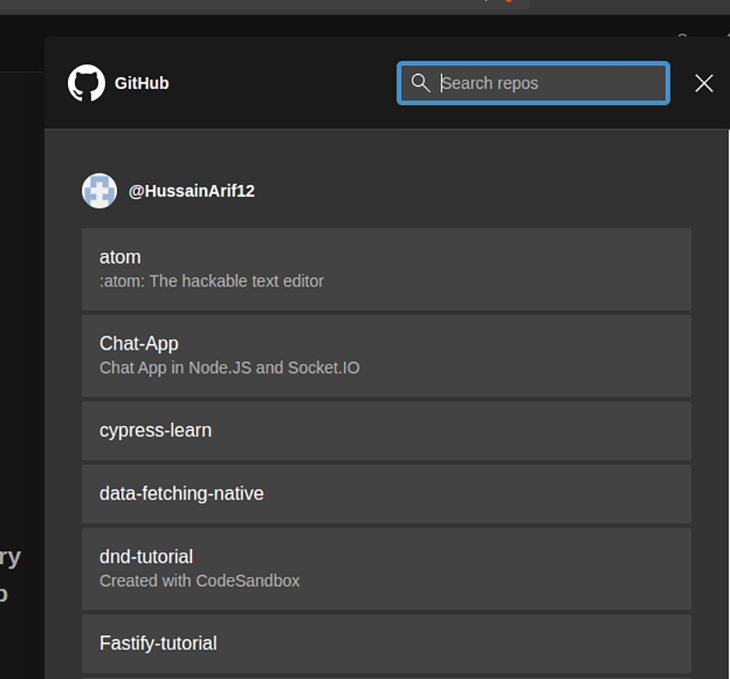 GitHub
Search repos
@HussainArif12
atom
:atom: The hackable text editor
Chat-App
Chat App in Node.JS and Socket.IO
cypress-learn
data-fetching-native
dnd-tutorial
Created with CodeSandbox
Fastify-tutorial
ry